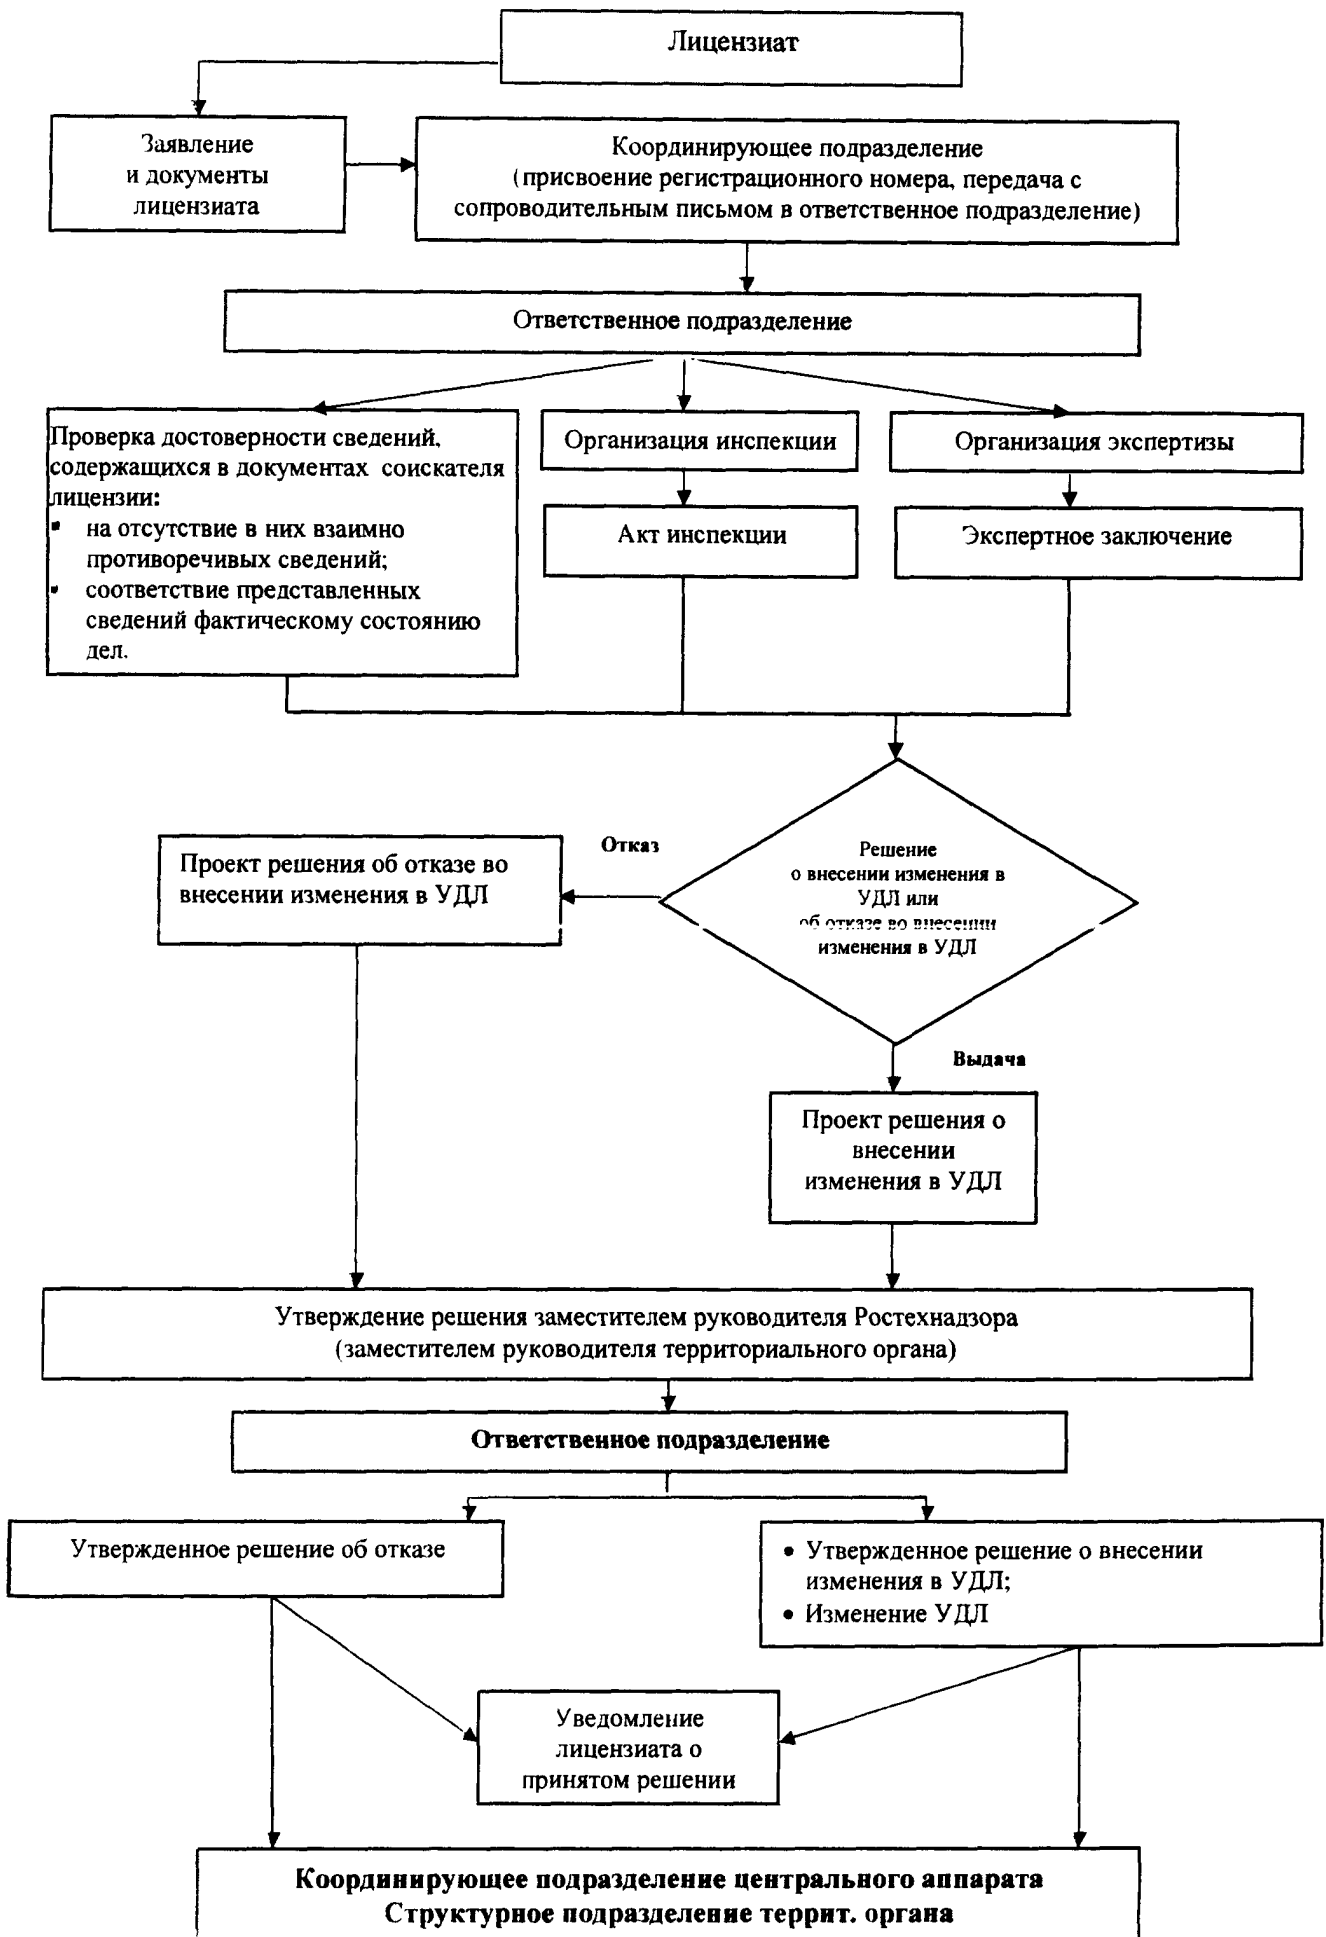 Лицензиат
Заявление
и документы
лицензиата
Координирующее подразделение
(присвоение регистрационного номера, передача с
сопроводительным письмом в ответственное подразделение)
Ответственное подразделение
Проверка достоверности сведений,
содержащихся в документах соискателя
лицензии:
▪ на отсутствие в них взаимно
противоречивых сведений;
▪ соответствие представленных
сведений фактическому состоянию
дел.
Организация инспекции
Акт инспекции
Организация экспертизы
Экспертное заключение
Решение
о внесении изменения в
УДЛ или
об отказе во внесении
изменения в УДЛ
Отказ
Проект решения об отказе во
внесении изменения в УДЛ
Выдача
Проект решения о
внесении
изменения в УДЛ
Утверждение решения заместителем руководителя Ростехнадзора
(заместителем руководителя территориального органа)
Ответственное подразделение
Утвержденное решение об отказе
• Утвержденное решение о внесении
изменения в УДЛ;
• Изменение УДЛ
Уведомление
лицензиата о
принятом решении
Координирующее подразделение центрального аппарата
Структурное подразделение террит. органа